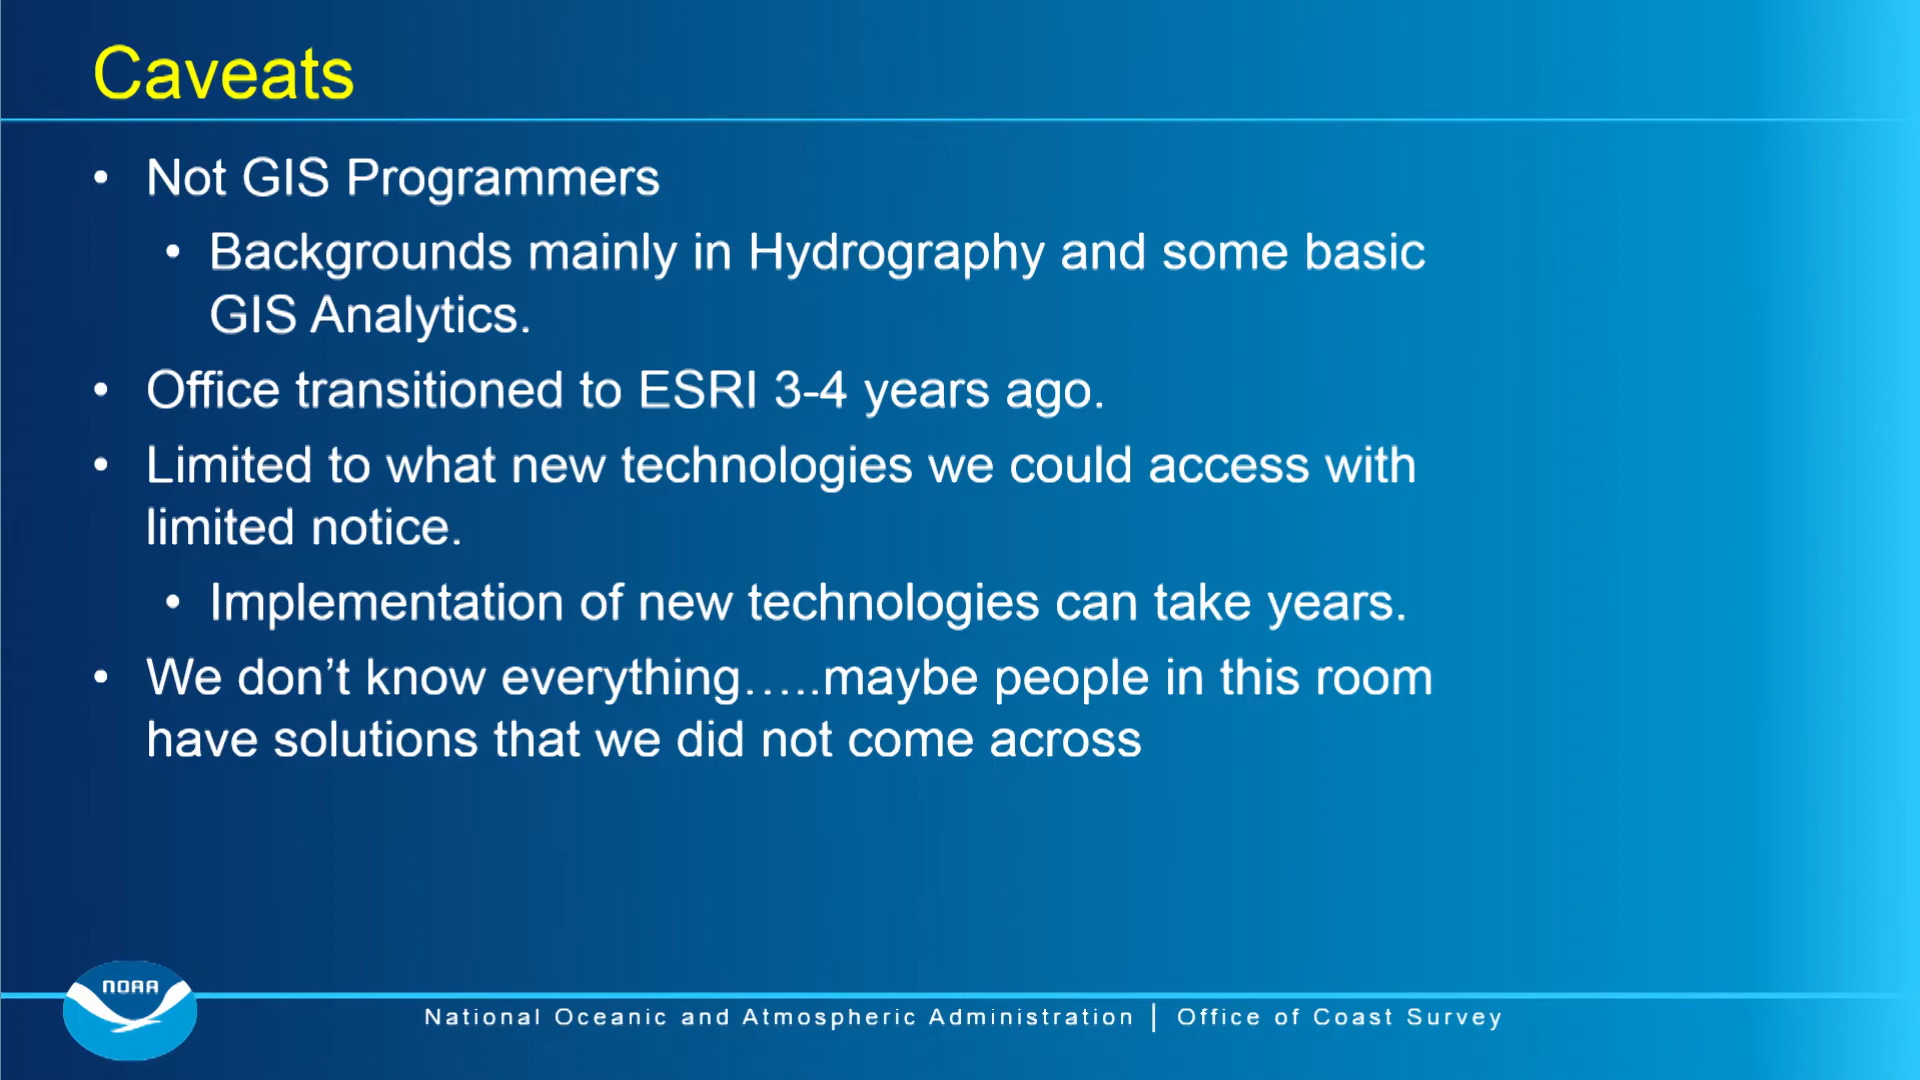 Caveats
• Not GIS Programmers
• Backgrounds mainly in Hydrography and some basic
GIS Analytics.
• Office transitioned to ESRI 3-4 years ago.
• Limited to what new technologies we could access with
limited notice.
• Implementation of new technologies can take years.
• We don’t know everything…..maybe people in this room
have solutions that we did not come across
NOAA
National Oceanic and Atmospheric Administration | Office of Coast Survey